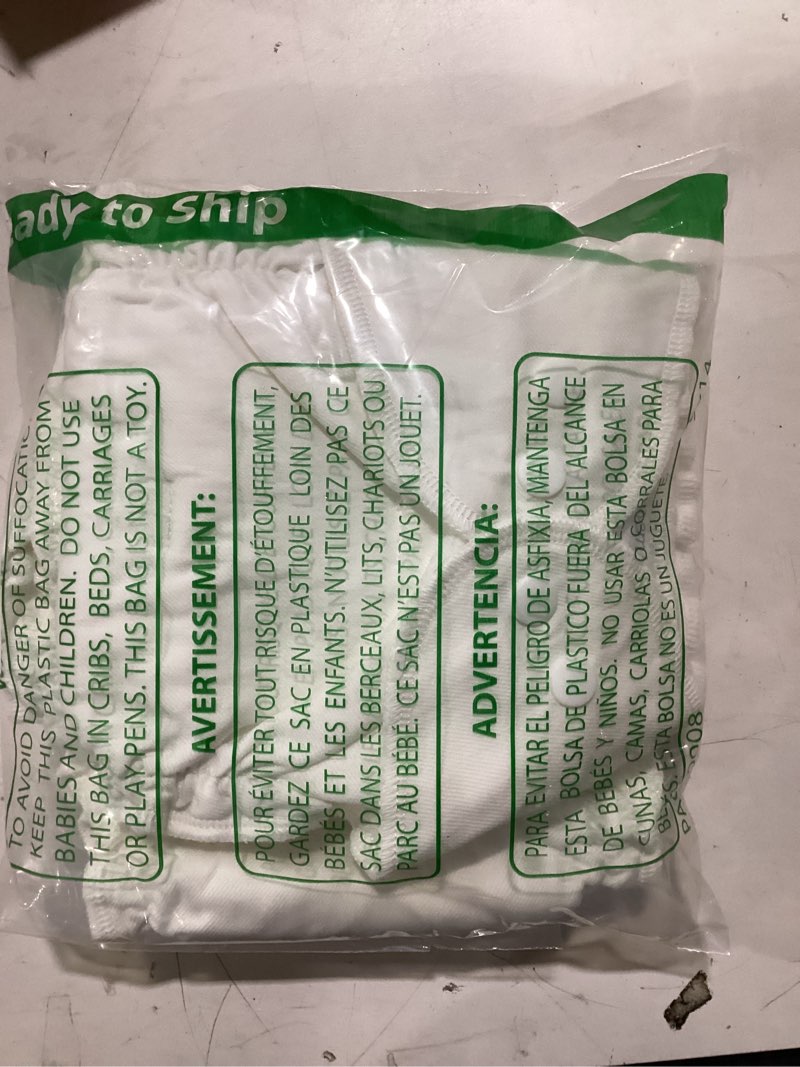 ady to Ship
TO AVOID DANGER OF SUFFOCATIC
KEEP THIS PLASTIC BAG AWAY FROM
BABIES AND CHILDREN. DO NOT USE
THIS BAG IN CRIBS, BEDS, CARRIAGES
OR PLAY PENS. THIS BAG IS NOT A TOY.
AVERTISSEMENT:
POUR ÉVITER TOUT RISQUE D'ÉTOUFFEMENT,
GARDEZ CE SAC EN PLASTIQUE LOIN DES
BEBÉS ET LES ENFANTS. N'UTILISEZ PAS CE
SAC DANS LES BERCEAUX, LITS, CHARIOTS OU
PARC AU BÉBÉ. CE SAC N'EST PAS UN JOUET.
ADVERTENCIA:
PARA EVITAR EL PELIGRO DE ASFIXIA, MANTENGA
ESTA BOLSA DE PLASTICO FUERA DEL ALCANCE
DE BEBÉS Y NIÑOS. NO USAR ESTA BOLSA EN
CUNAS, CAMAS, CARRIOLAS O CORRALES PARA
ESTA BOLSA NO ES UN JUGUETE
008